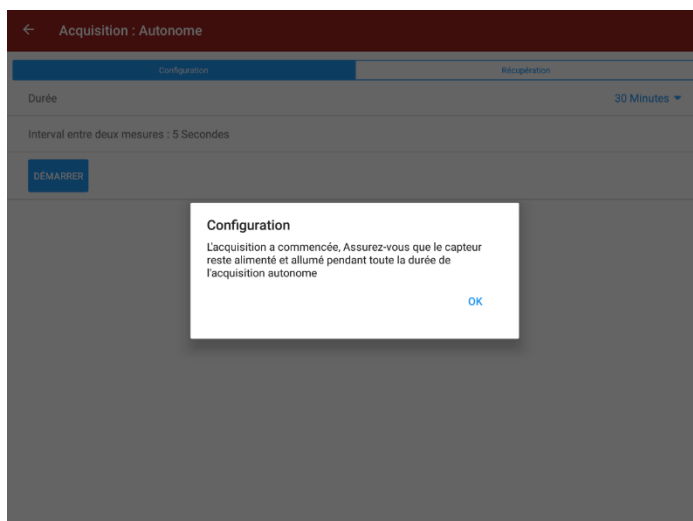 Acquisition : Autonome
Configuration
Récupération
Durée
30 Minutes
Interval entre deux mesures : 5 Secondes
DÉMARRER
Configuration
L'acquisition a commencée, Assurez-vous que le capteur
reste alimenté et allumé pendant toute la durée de
l'acquisition autonome
OK